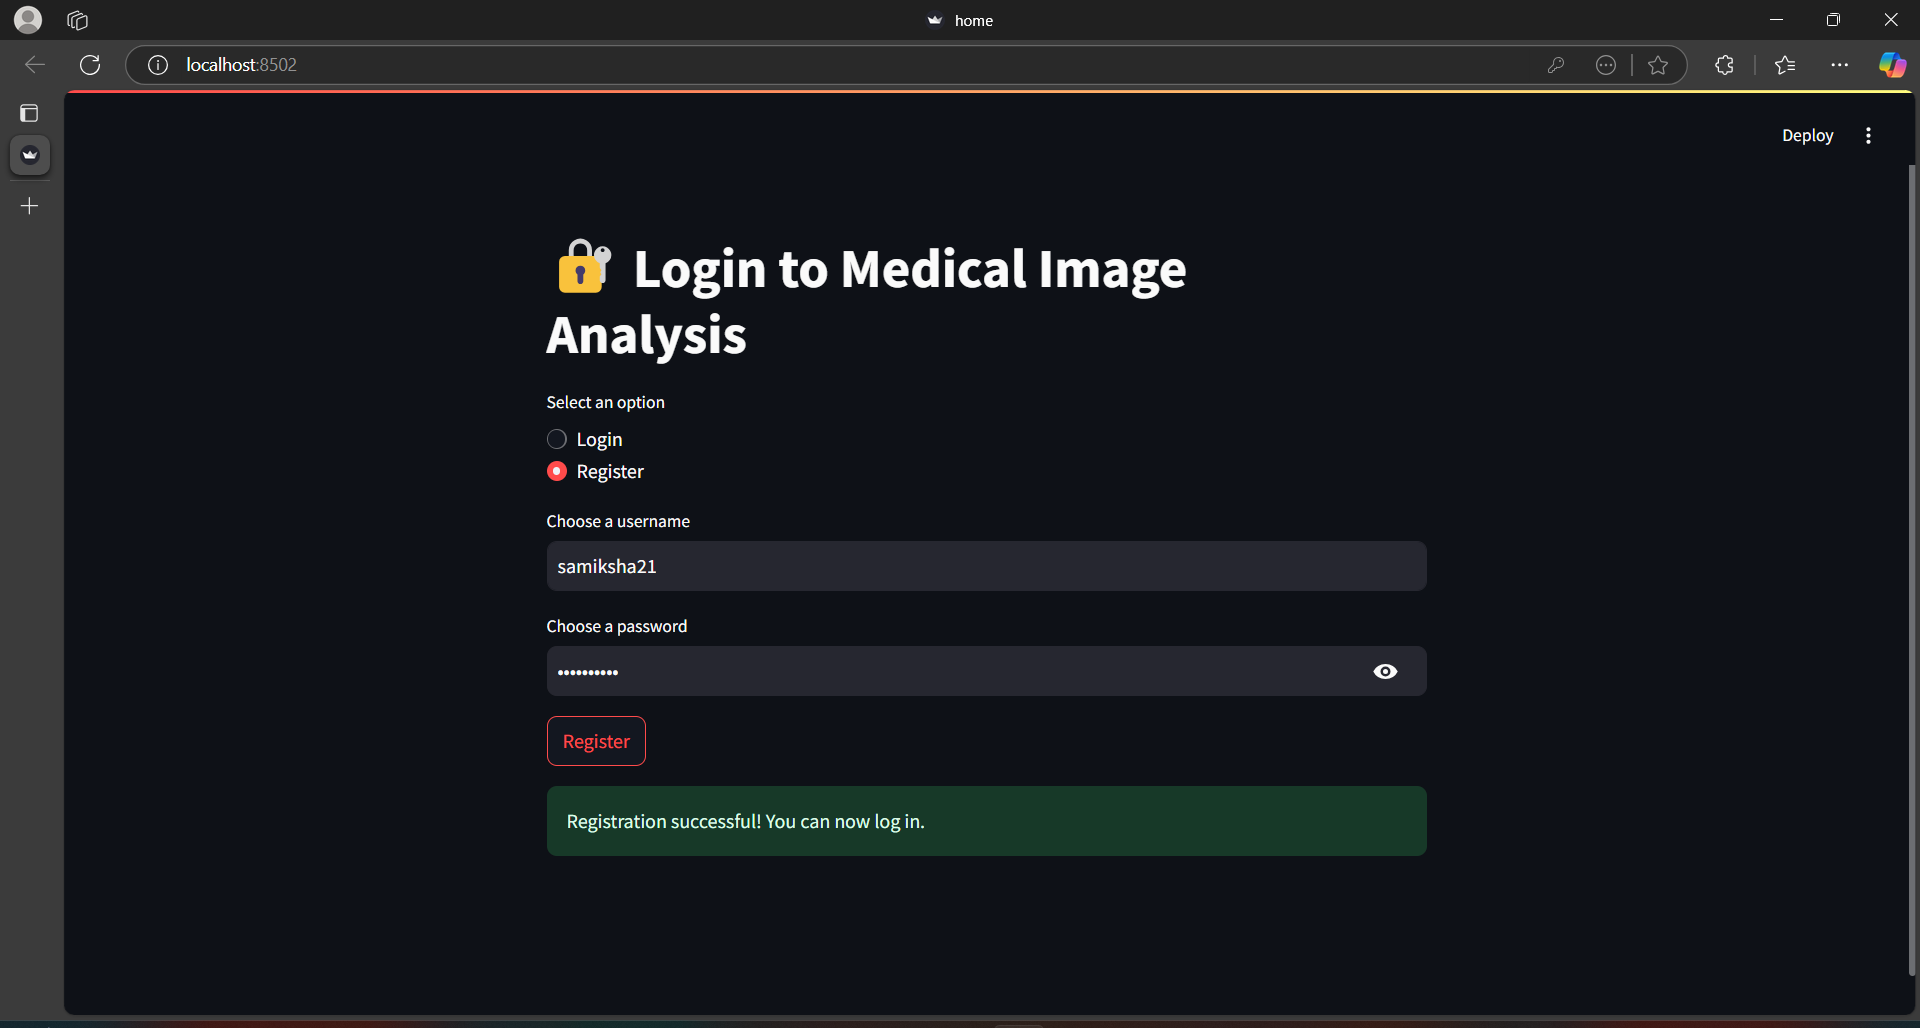 home
localhost:8502
Deploy
Login to Medical Image
Analysis
Select an option
Login
Register
Choose a username
samiksha21
Choose a password
••••••••••
Register
Registration successful! You can now log in.